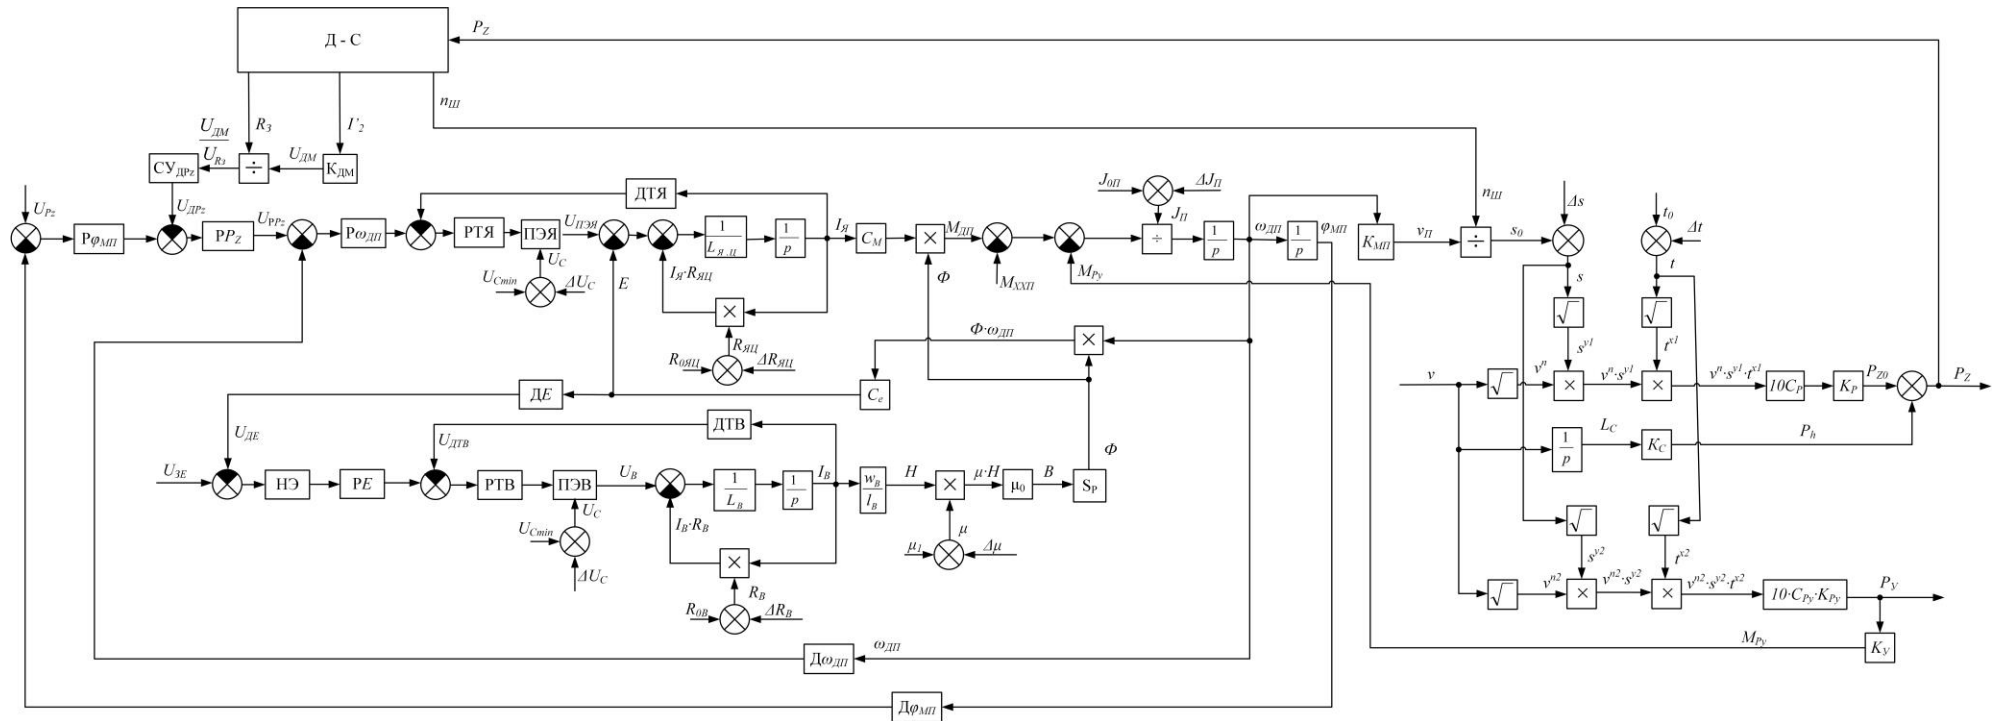 Д - С
P_Z
n_Ш
R_З
I'_2
U_ДМ
U_Rз
U_ДМ
СУ_ДPz
÷
К_ДМ
U_Pz
U_ДPz
U_PPz
Рφ_МП
РP_Z
Рω_ДП
ДТЯ
РТЯ
ПЭЯ
U_ПЭЯ
U_C
U_Cmin
ΔU_C
E
I_Я·R_ЯЦ
1
L_Я.Ц
1
p
I_Я
×
R_ЯЦ
R_0ЯЦ
ΔR_ЯЦ
C_M
×
M_ДП
Ф
M_ХХП
M_Py
J_0П
ΔJ_П
J_П
÷
1
p
ω_ДП
1
p
φ_МП
K_МП
v_П
n_Ш
÷
s_0
Δs
s
√
s^y1
t_0
Δt
t
√
t^x1
Ф·ω_ДП
×
C_e
ДЕ
U_ДЕ
U_ЗЕ
НЭ
РЕ
ДТВ
U_ДТВ
РТВ
ПЭВ
U_B
U_C
U_Cmin
ΔU_C
I_B·R_B
1
L_B
1
p
I_B
×
R_B
R_0B
ΔR_B
w_B
l_B
H
×
μ·H
μ_0
B
S_P
Ф
μ
μ_1
Δμ
v
√
v^n
×
v^n·s^y1
×
v^n·s^y1·t^x1
10C_P
K_P
P_Z0
P_Z
1
p
L_C
K_C
P_h
√
s^y2
√
t^x2
√
v^n2
×
v^n2·s^y2
×
v^n2·s^y2·t^x2
10·C_Py·K_Py
P_У
K_У
M_Py
Дω_ДП
ω_ДП
Дφ_МП